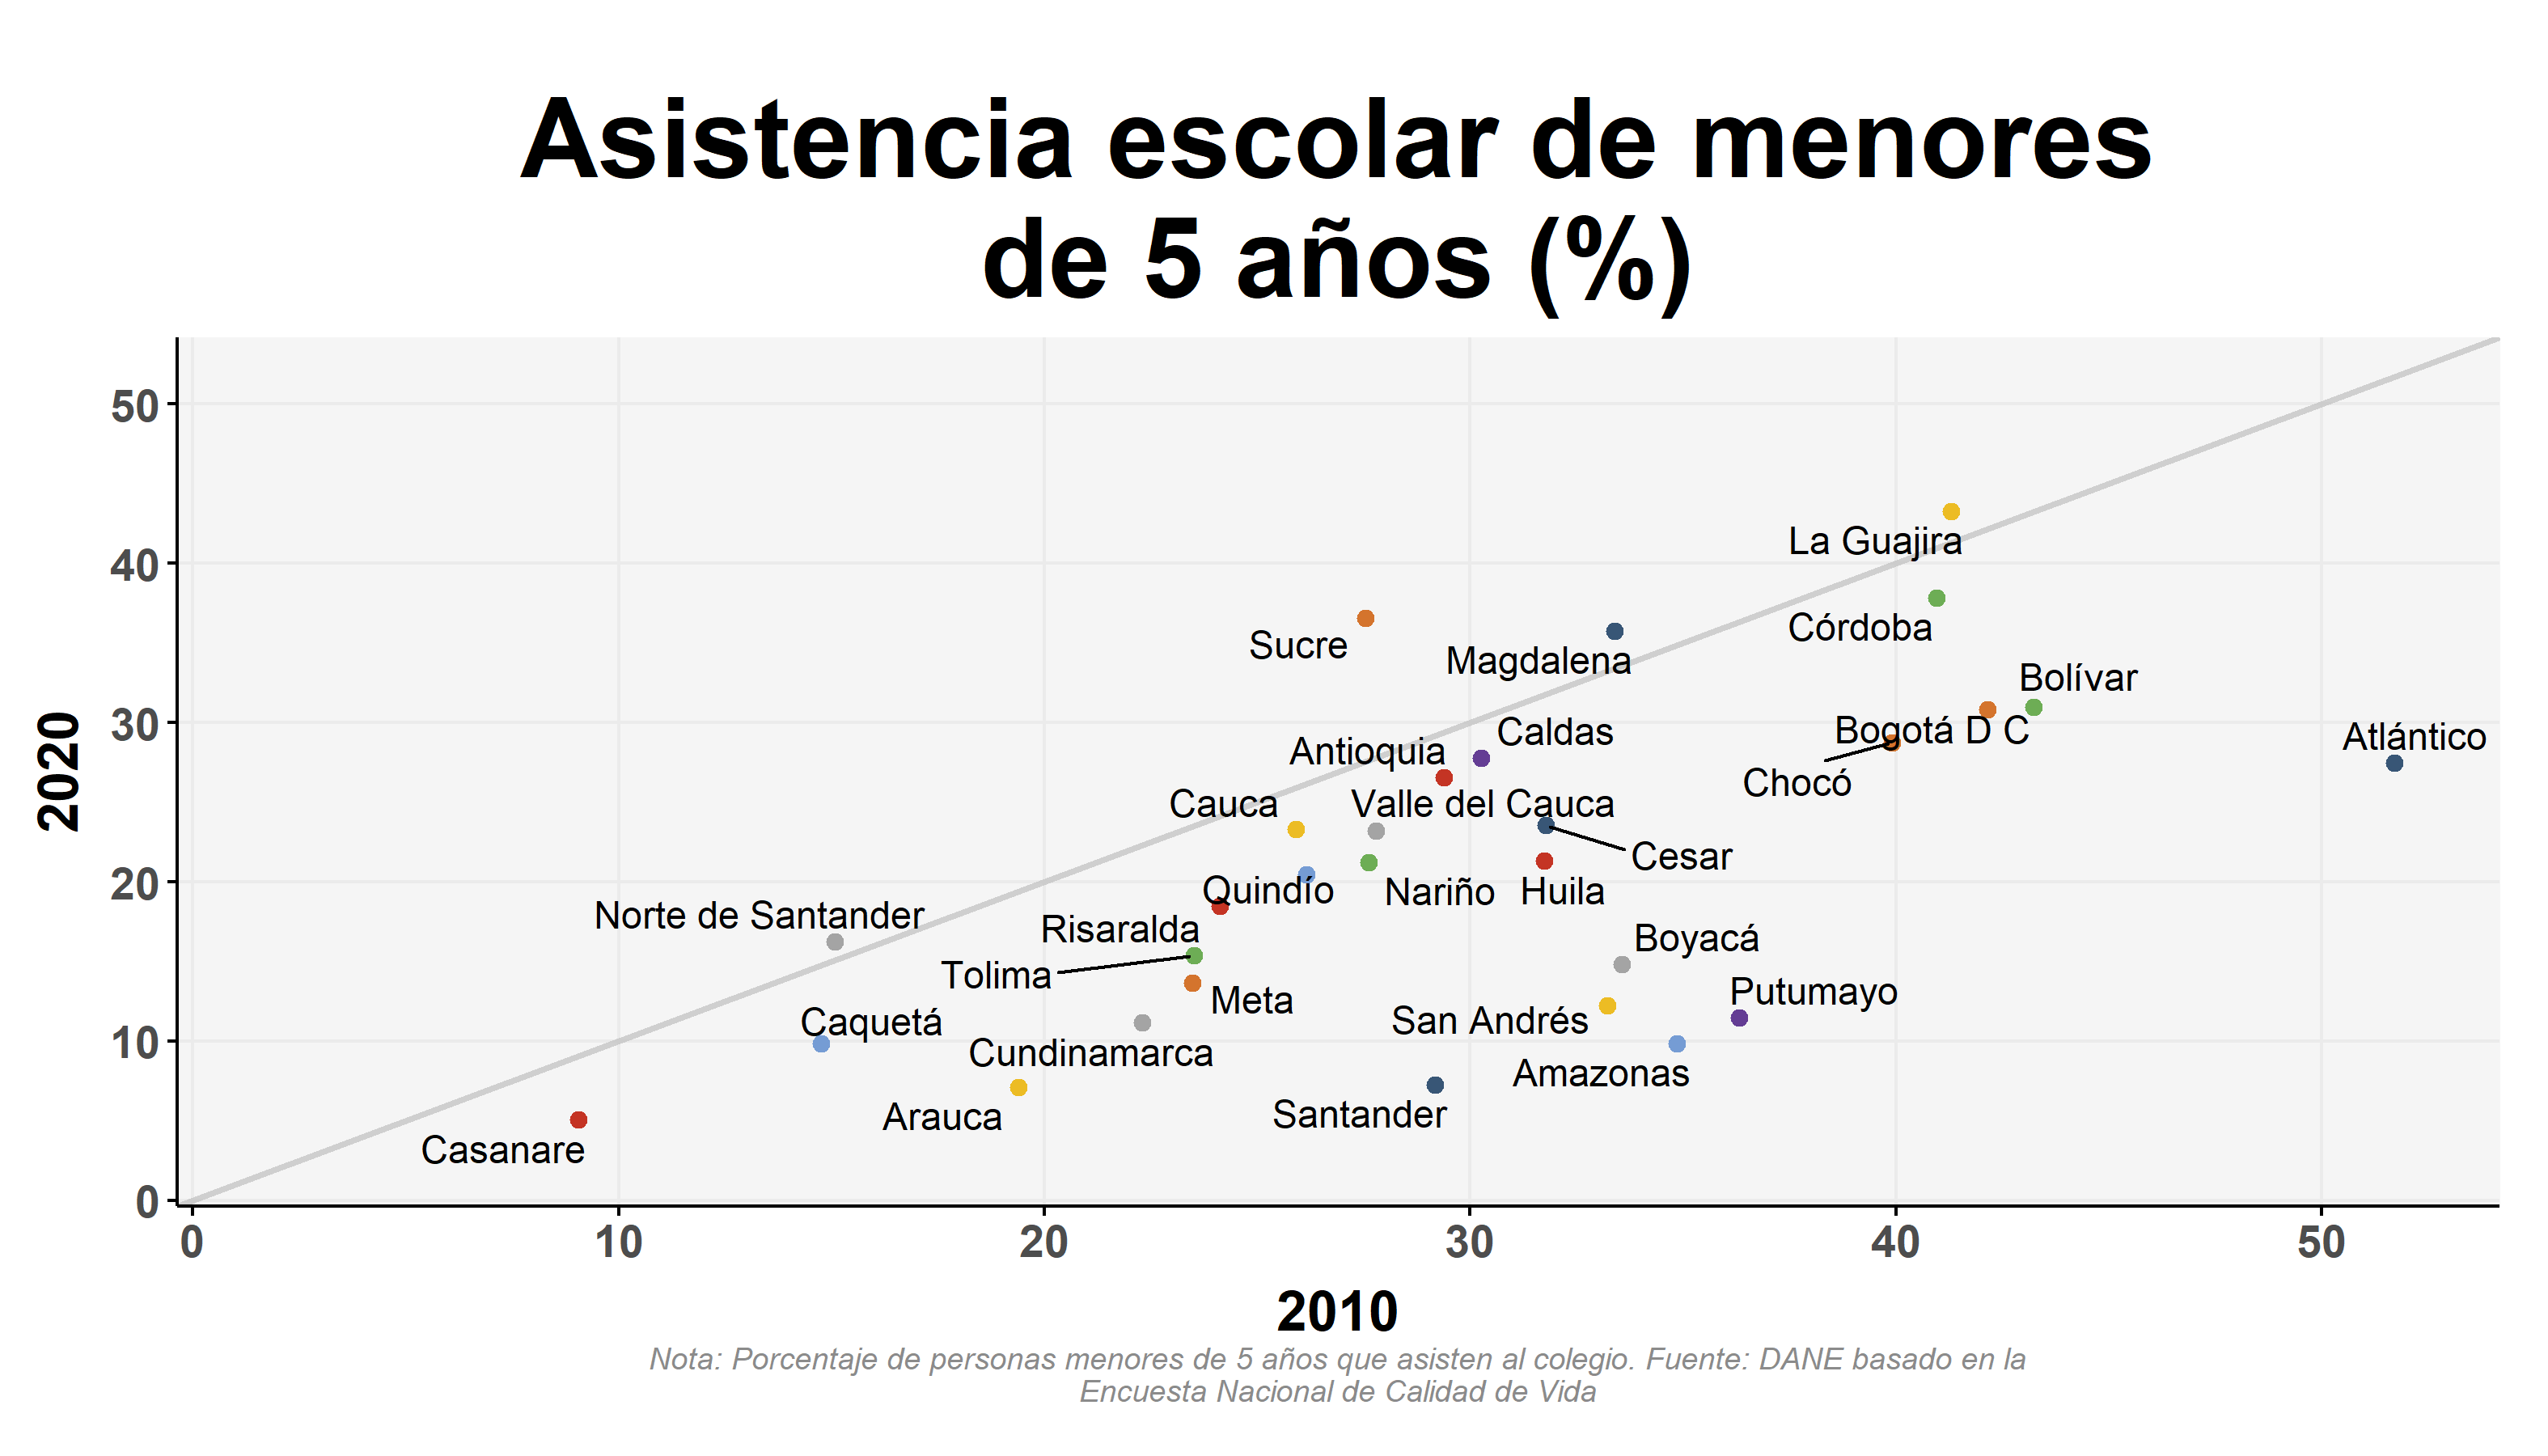 Asistencia escolar de menores
de 5 años (%)
50
La Guajira
40
Córdoba
Sucre
Magdalena
Bolívar
30
Bogotá D C
Caldas
Atlántico
Antioquia
Chocó
Cauca
Valle del Cauca
Cesar
20
Quindío
Nariño
Huila
Norte de Santander
Risaralda
Boyacá
Tolima
Meta
Putumayo
Caquetá
San Andrés
10
Cundinamarca
Amazonas
Arauca
Santander
Casanare
0
2020
0 10 20 30 40 50
2010
Nota: Porcentaje de personas menores de 5 años que asisten al colegio. Fuente: DANE basado en la
Encuesta Nacional de Calidad de Vida